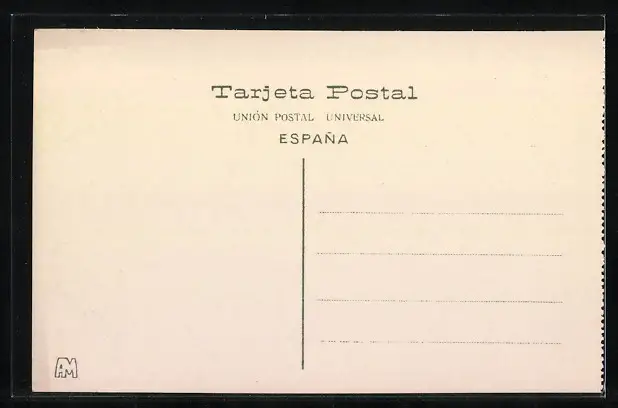 Tarjeta Postal
UNIÓN POSTAL UNIVERSAL
ESPAÑA
AM